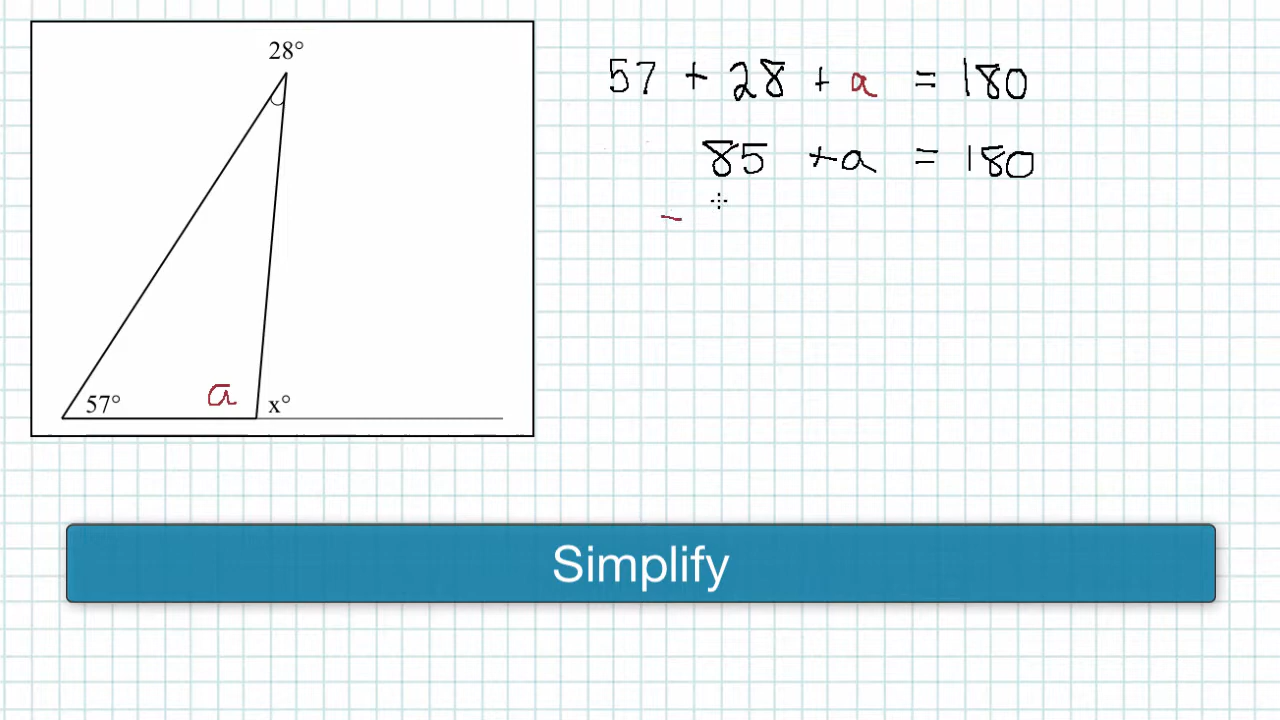 28°
57°
a
x°
57 + 28 + a = 180
85 + a = 180
-
Simplify